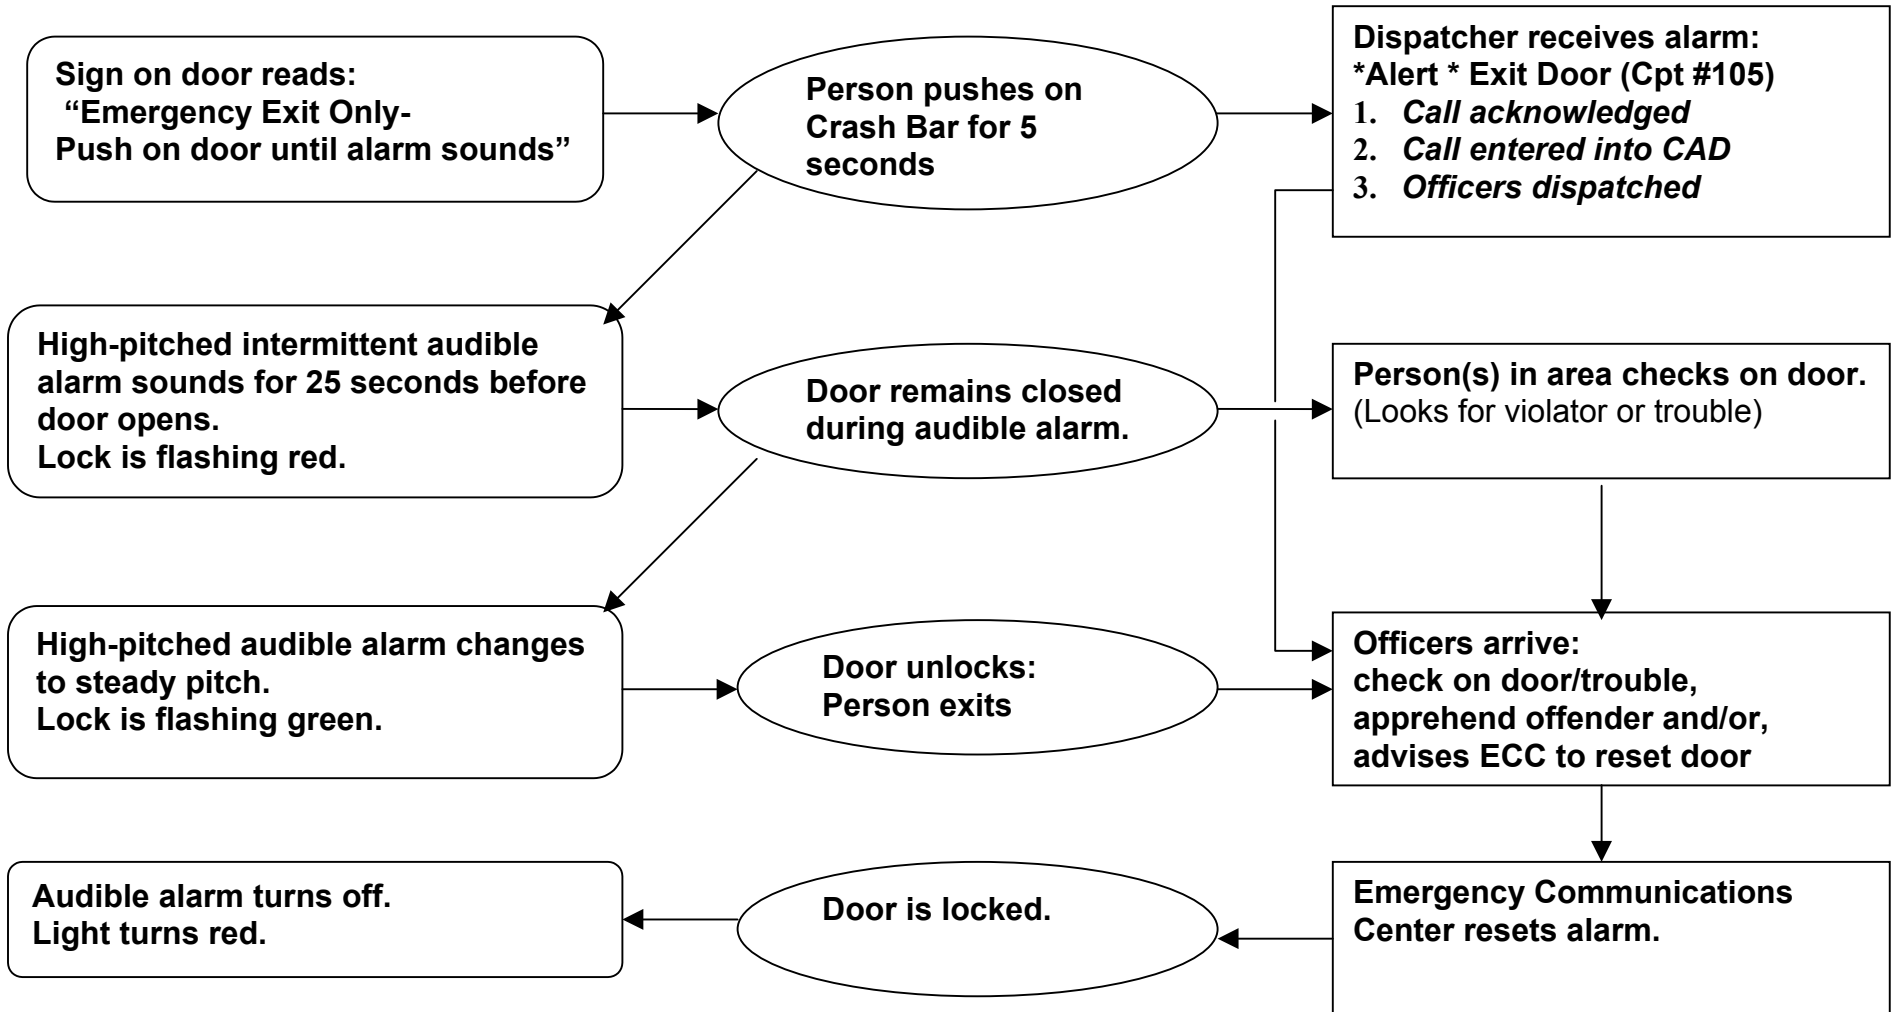 Sign on door reads:
“Emergency Exit Only-
Push on door until alarm sounds”
Person pushes on
Crash Bar for 5
seconds
Dispatcher receives alarm:
*Alert * Exit Door (Cpt #105)
1. Call acknowledged
2. Call entered into CAD
3. Officers dispatched
High-pitched intermittent audible
alarm sounds for 25 seconds before
door opens.
Lock is flashing red.
Door remains closed
during audible alarm.
Person(s) in area checks on door.
(Looks for violator or trouble)
High-pitched audible alarm changes
to steady pitch.
Lock is flashing green.
Door unlocks:
Person exits
Officers arrive:
check on door/trouble,
apprehend offender and/or,
advises ECC to reset door
Audible alarm turns off.
Light turns red.
Door is locked.
Emergency Communications
Center resets alarm.